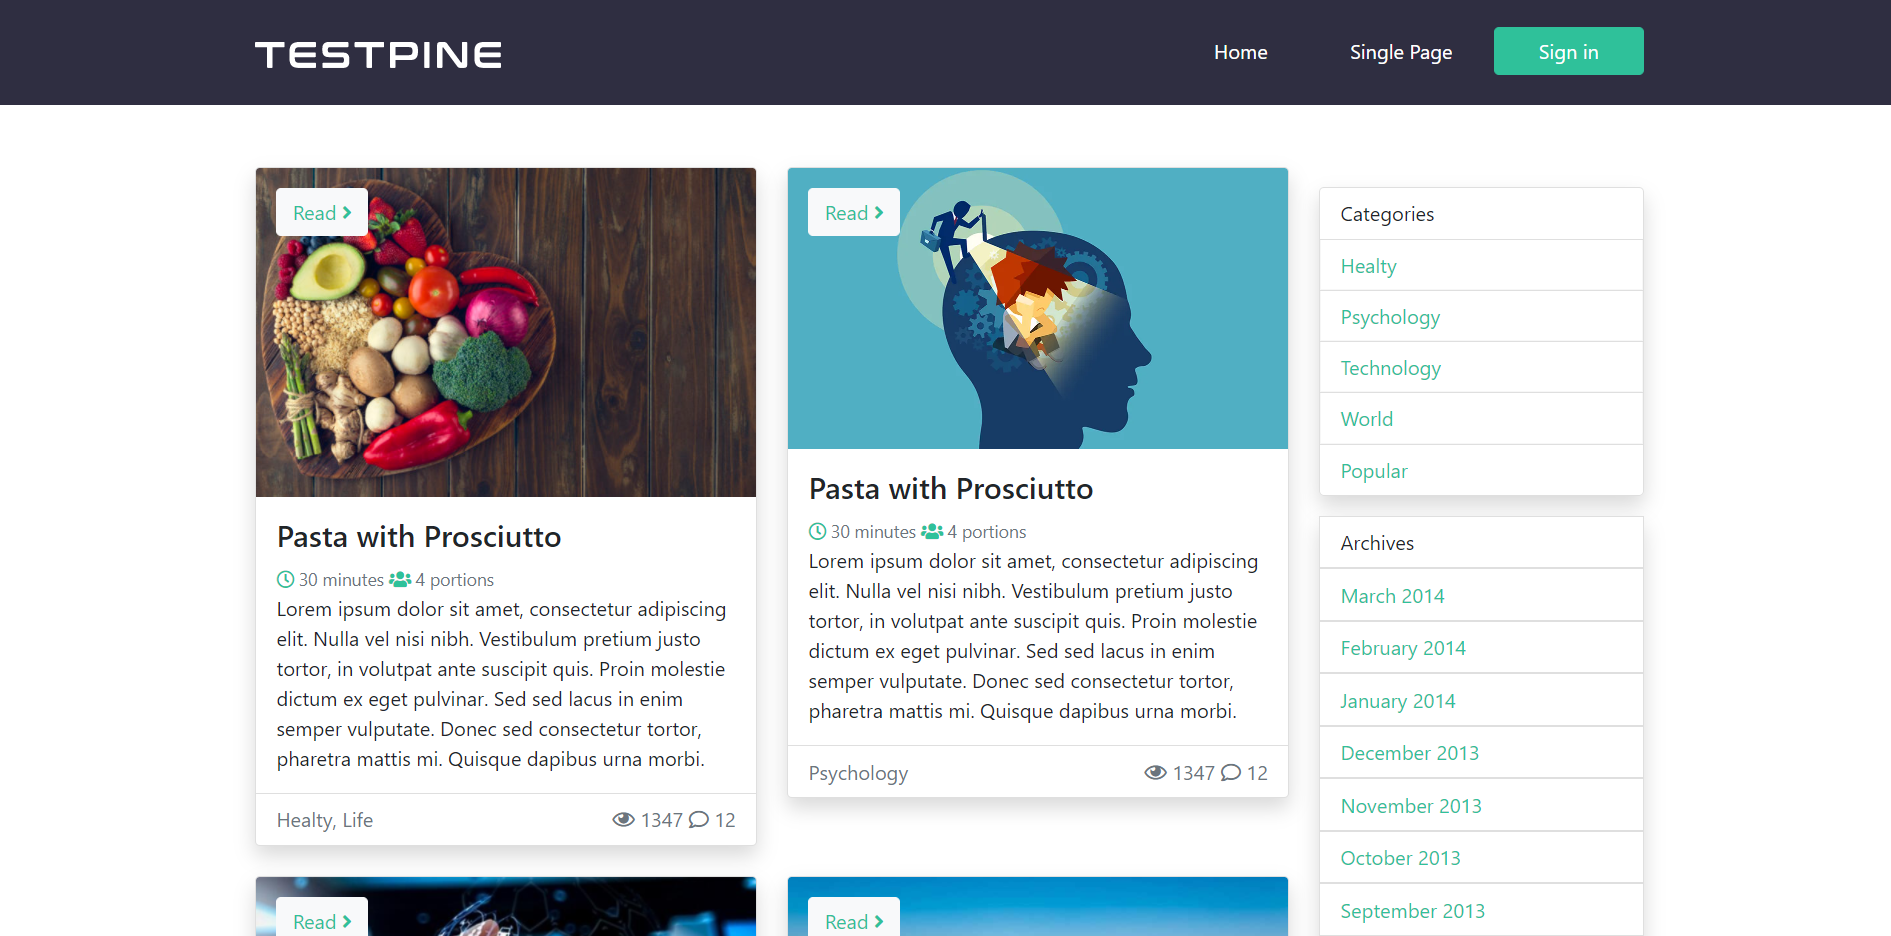 TESTPINE
Home
Single Page
Sign in
Read
Pasta with Prosciutto
30 minutes 4 portions
Lorem ipsum dolor sit amet, consectetur adipiscing
elit. Nulla vel nisi nibh. Vestibulum pretium justo
tortor, in volutpat ante suscipit quis. Proin molestie
dictum ex eget pulvinar. Sed sed lacus in enim
semper vulputate. Donec sed consectetur tortor,
pharetra mattis mi. Quisque dapibus urna morbi.
Healty, Life
1347 12
Read
Pasta with Prosciutto
30 minutes 4 portions
Lorem ipsum dolor sit amet, consectetur adipiscing
elit. Nulla vel nisi nibh. Vestibulum pretium justo
tortor, in volutpat ante suscipit quis. Proin molestie
dictum ex eget pulvinar. Sed sed lacus in enim
semper vulputate. Donec sed consectetur tortor,
pharetra mattis mi. Quisque dapibus urna morbi.
Psychology
1347 12
Read
Read
Categories
Healty
Psychology
Technology
World
Popular
Archives
March 2014
February 2014
January 2014
December 2013
November 2013
October 2013
September 2013